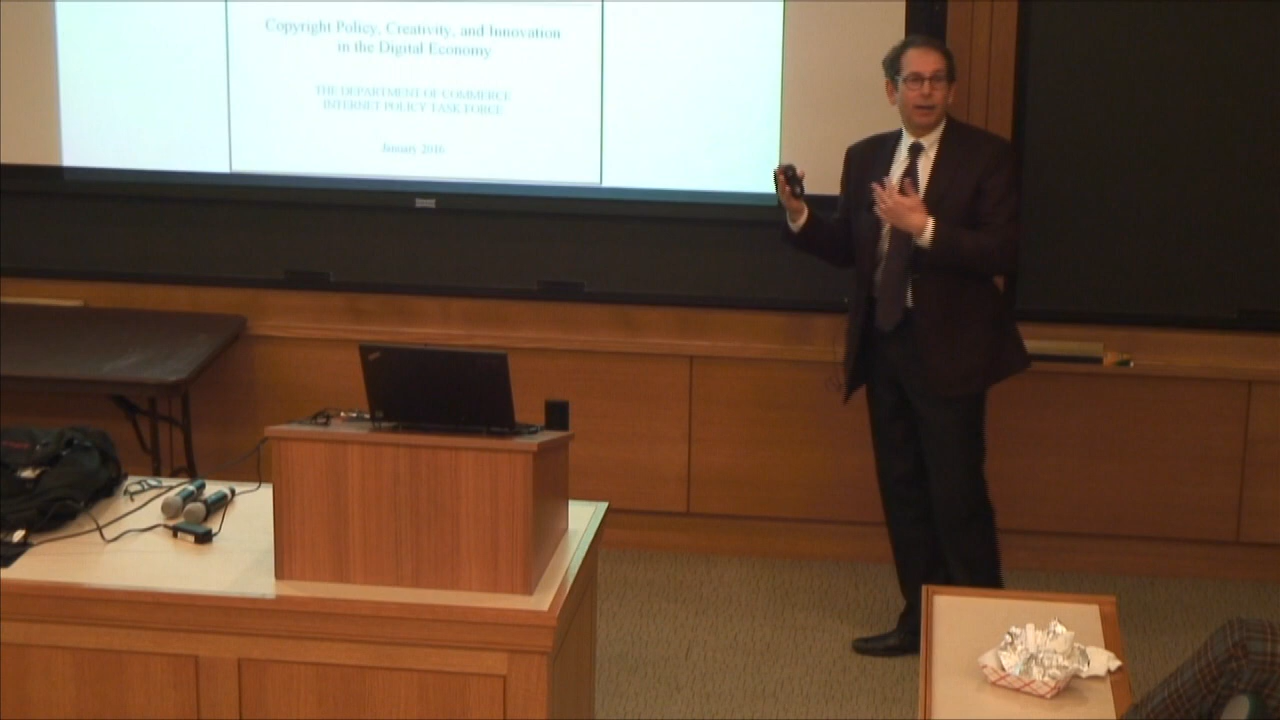 Copyright Policy, Creativity, and Innovation
in the Digital Economy
THE DEPARTMENT OF COMMERCE
INTERNET POLICY TASK FORCE
January 2016